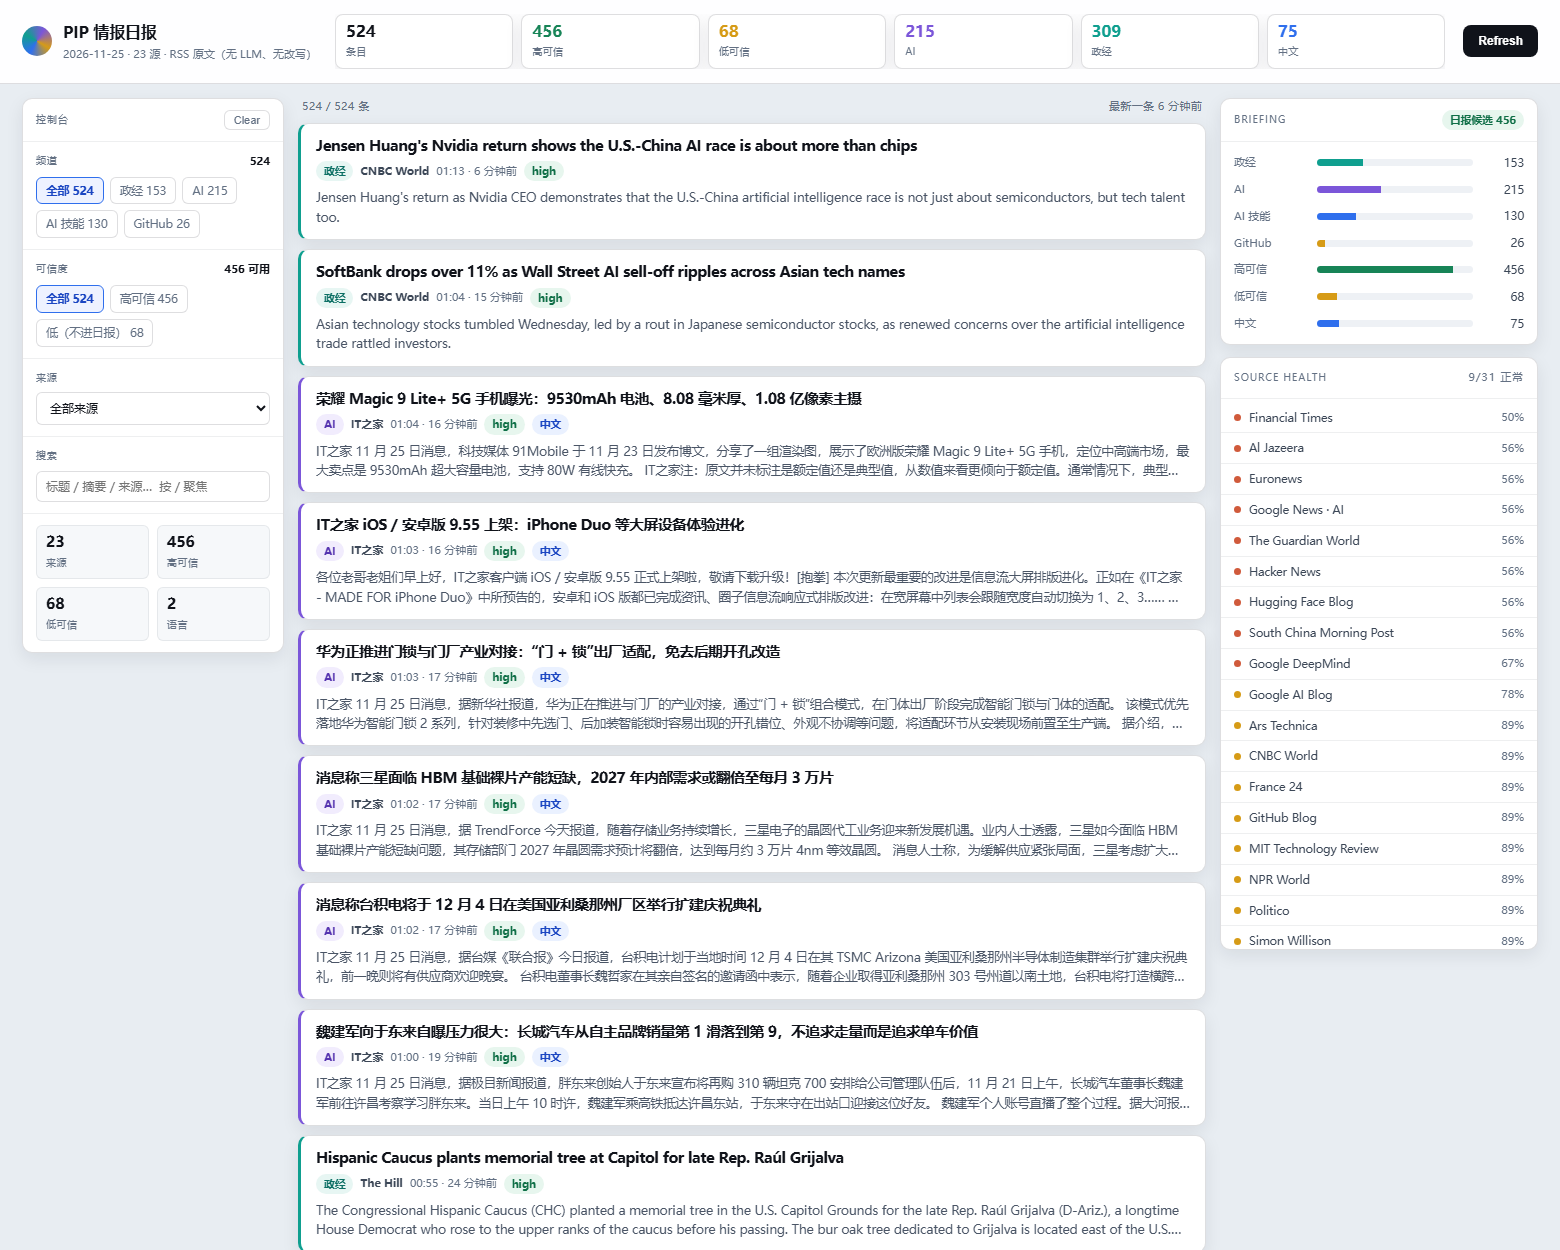 PIP 情报日报
2026-11-25 · 23 源 · RSS 原文（无 LLM、无改写）
524
条目
456
高可信
68
低可信
215
AI
309
政经
75
中文
Refresh
控制台
Clear
频道
524
全部 524
政经 153
AI 215
AI 技能 130
GitHub 26
可信度
456 可用
全部 524
高可信 456
低（不进日报） 68
来源
全部来源
搜索
标题 / 摘要 / 来源... 按 / 聚焦
23
来源
456
高可信
68
低可信
2
语言
524 / 524 条
最新一条 6 分钟前
Jensen Huang's Nvidia return shows the U.S.-China AI race is about more than chips
政经 CNBC World 01:13 · 6 分钟前 high
Jensen Huang's return as Nvidia CEO demonstrates that the U.S.-China artificial intelligence race is not just about semiconductors, but tech talent
too.
SoftBank drops over 11% as Wall Street AI sell-off ripples across Asian tech names
政经 CNBC World 01:04 · 15 分钟前 high
Asian technology stocks tumbled Wednesday, led by a rout in Japanese semiconductor stocks, as renewed concerns over the artificial intelligence
trade rattled investors.
荣耀 Magic 9 Lite+ 5G 手机曝光：9530mAh 电池、8.08 毫米厚、1.08 亿像素主摄
AI IT之家 01:04 · 16 分钟前 high 中文
IT之家 11 月 25 日消息，科技媒体 91Mobile 于 11 月 23 日发布博文，分享了一组渲染图，展示了欧洲版荣耀 Magic 9 Lite+ 5G 手机，定位中高端市场，最
大卖点是 9530mAh 超大容量电池，支持 80W 有线快充。 IT之家注：原文并未标注是额定值还是典型值，从数值来看更倾向于额定值。通常情况下，典型...
IT之家 iOS / 安卓版 9.55 上架：iPhone Duo 等大屏设备体验进化
AI IT之家 01:03 · 16 分钟前 high 中文
各位老哥老姐们早上好，IT之家客户端 iOS / 安卓版 9.55 正式上架啦，敬请下载升级！[抱拳] 本次更新最重要的改进是信息流大屏排版进化。正如在《IT之家
- MADE FOR iPhone Duo》中所预告的，安卓和 iOS 版都已完成资讯、圈子信息流响应式排版改进：在宽屏幕中列表会跟随宽度自动切换为 1、2、3...... ...
华为正推进门锁与门厂产业对接：“门 + 锁”出厂适配，免去后期开孔改造
AI IT之家 01:03 · 17 分钟前 high 中文
IT之家 11 月 25 日消息，据新华社报道，华为正在推进与门厂的产业对接，通过“门 + 锁”组合模式，在门体出厂阶段完成智能门锁与门体的适配。 该模式优先
落地华为智能门锁 2 系列，针对装修中先选门、后加装智能锁时容易出现的开孔错位、外观不协调等问题，将适配环节从安装现场前置至生产端。 据介绍，...
消息称三星面临 HBM 基础裸片产能短缺，2027 年内部需求或翻倍至每月 3 万片
AI IT之家 01:02 · 17 分钟前 high 中文
IT之家 11 月 25 日消息，据 TrendForce 今天报道，随着存储业务持续增长，三星电子的晶圆代工业务迎来新发展机遇。业内人士透露，三星如今面临 HBM
基础裸片产能短缺问题，其存储部门 2027 年晶圆需求预计将翻倍，达到每月约 3 万片 4nm 等效晶圆。 消息人士称，为缓解供应紧张局面，三星考虑扩大...
消息称台积电将于 12 月 4 日在美国亚利桑那州厂区举行扩建庆祝典礼
AI IT之家 01:02 · 17 分钟前 high 中文
IT之家 11 月 25 日消息，据台媒《联合报》今日报道，台积电计划于当地时间 12 月 4 日在其 TSMC Arizona 美国亚利桑那州半导体制造集群举行扩建庆祝典
礼，前一晚则将有供应商欢迎晚宴。 台积电董事长魏哲家在其亲自签名的邀请函中表示，随着企业取得亚利桑那州 303 号州道以南土地，台积电将打造横跨...
魏建军向于东来自曝压力很大：长城汽车从自主品牌销量第 1 滑落到第 9，不追求走量而是追求单车价值
AI IT之家 01:00 · 19 分钟前 high 中文
IT之家 11 月 25 日消息，据极目新闻报道，胖东来创始人于东来宣布将再购 310 辆坦克 700 安排给公司管理队伍后，11 月 21 日上午，长城汽车董事长魏建
军前往许昌考察学习胖东来。当日上午 10 时许，魏建军乘高铁抵达许昌东站，于东来守在出站口迎接这位好友。 魏建军个人账号直播了整个过程。据大河报...
Hispanic Caucus plants memorial tree at Capitol for late Rep. Raúl Grijalva
政经 The Hill 00:55 · 24 分钟前 high
The Congressional Hispanic Caucus (CHC) planted a memorial tree in the U.S. Capitol Grounds for the late Rep. Raúl Grijalva (D-Ariz.), a longtime
House Democrat who rose to the upper ranks of the caucus before his passing. The bur oak tree dedicated to Grijalva is located east of the U.S....
BRIEFING
日报候选 456
政经 153
AI 215
AI 技能 130
GitHub 26
高可信 456
低可信 68
中文 75
SOURCE HEALTH
9/31 正常
Financial Times 50%
Al Jazeera 56%
Euronews 56%
Google News · AI 56%
The Guardian World 56%
Hacker News 56%
Hugging Face Blog 56%
South China Morning Post 56%
Google DeepMind 67%
Google AI Blog 78%
Ars Technica 89%
CNBC World 89%
France 24 89%
GitHub Blog 89%
MIT Technology Review 89%
NPR World 89%
Politico 89%
Simon Willison 89%